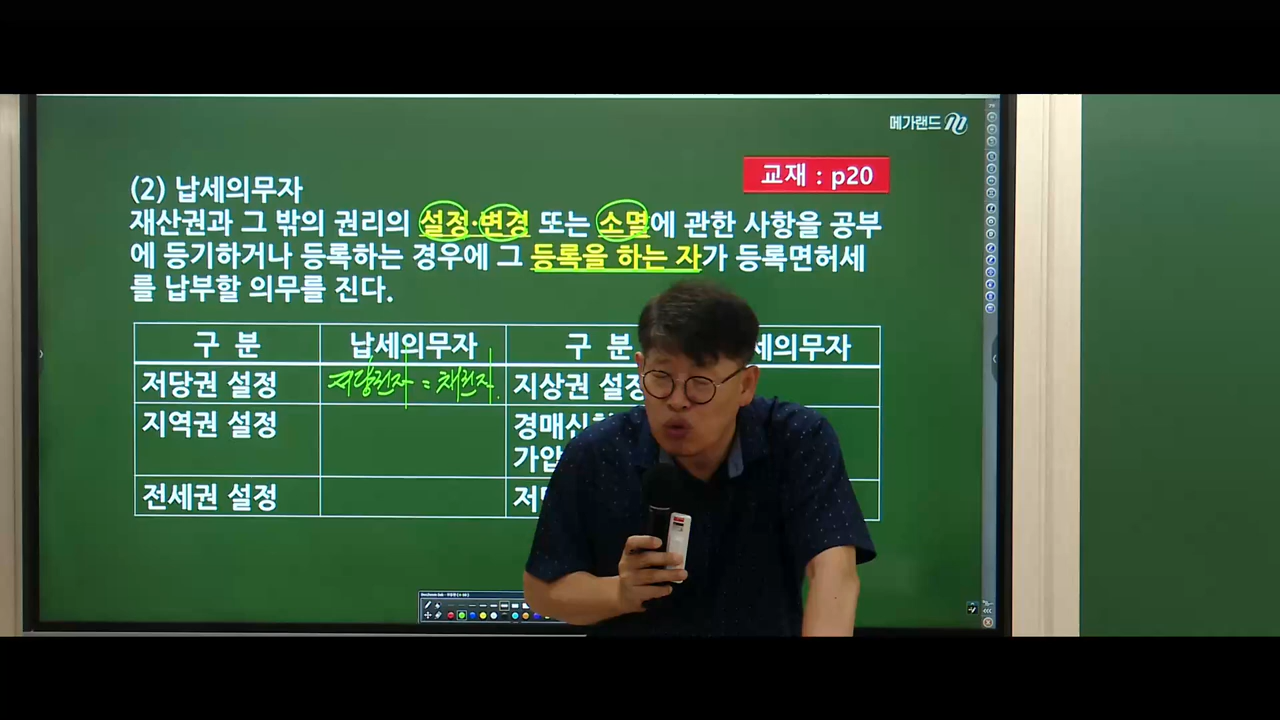 메가랜드
교재 : p20
(2) 납세의무자
재산권과 그 밖의 권리의 설정·변경 또는 소멸에 관한 사항을 공부
에 등기하거나 등록하는 경우에 그 등록을 하는 자가 등록면허세
를 납부할 의무를 진다.
구 분 납세의무자 구 분 세의무자
저당권 설정 저당권자 = 채권자. 지상권 설정
지역권 설정 경매신
가압
전세권 설정 저